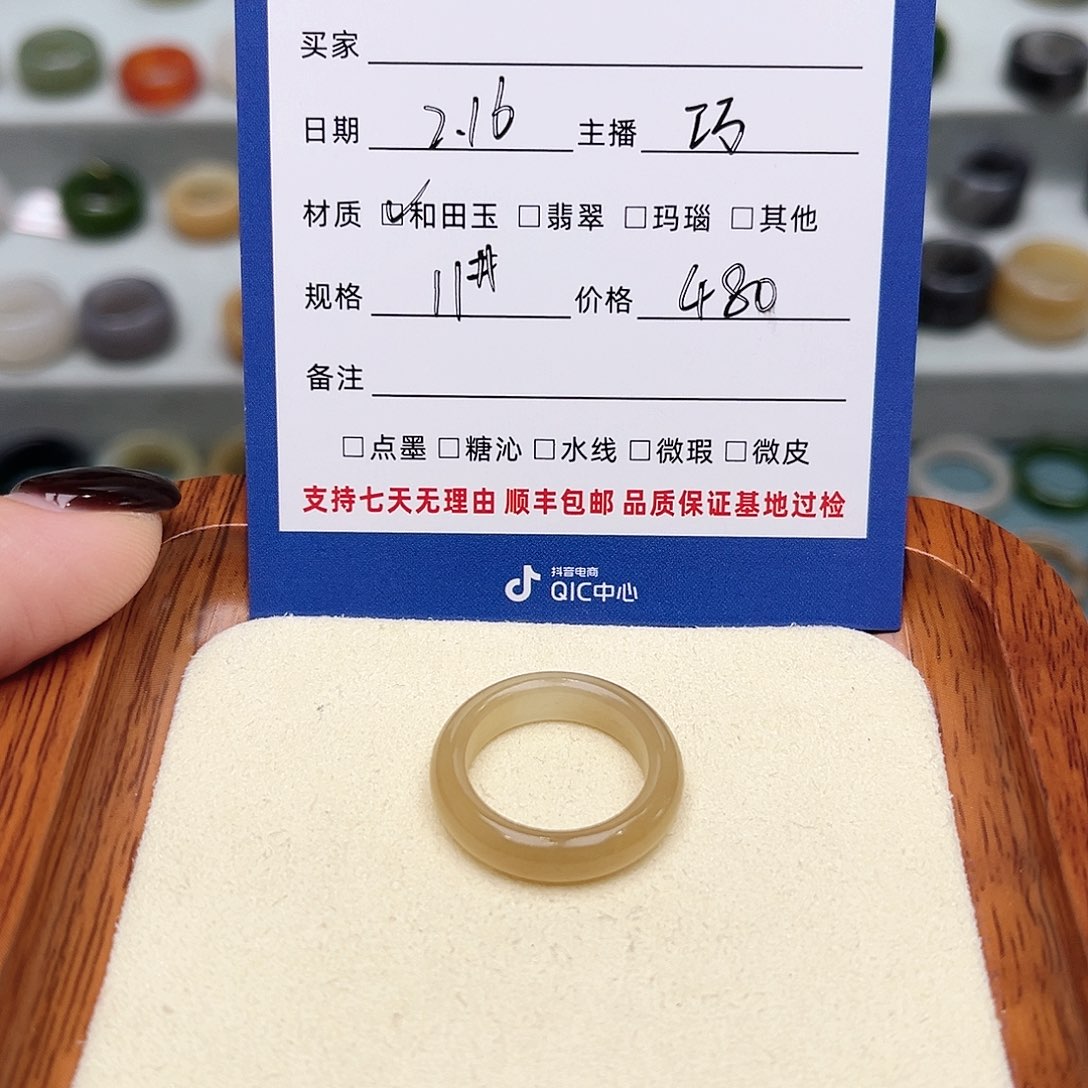 买家
日期 2.16 主播 巧
材质 ☑和田玉 □翡翠 □玛瑙 □其他
规格 11# 价格 480
备注
□点墨 □糖沁 □水线 □微瑕 □微皮
支持七天无理由 顺丰包邮 品质保证基地过检
抖音电商
QIC中心